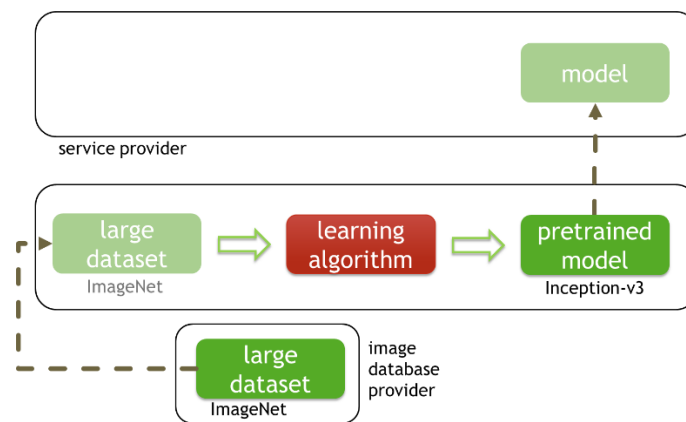 model
service provider
large
dataset
ImageNet
learning
algorithm
pretrained
model
Inception-v3
large
dataset
ImageNet
image
database
provider